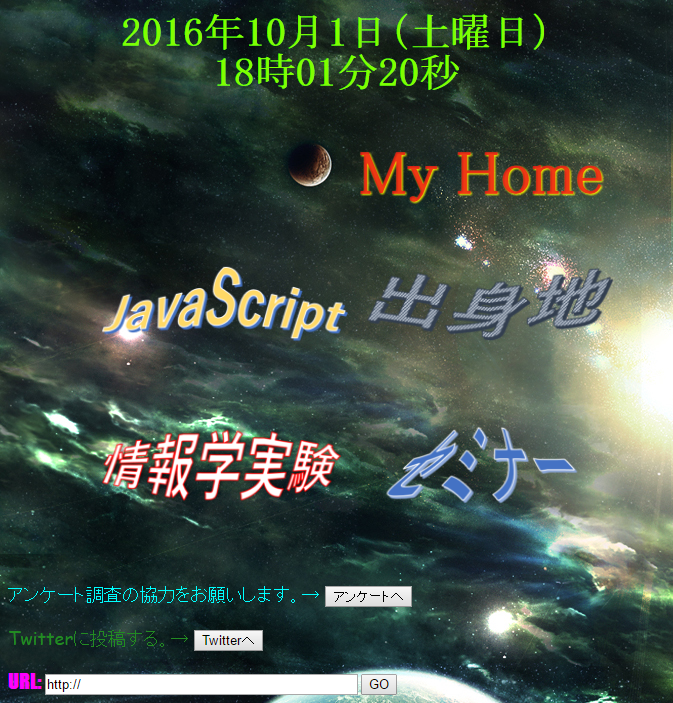 2016年10月1日(土曜日)
18時01分20秒
My Home
JavaScript
出身地
情報学実験
セミナー
アンケート調査の協力をお願いします。→ アンケートへ
Twitterに投稿する。→ Twitterへ
URL: http:// GO